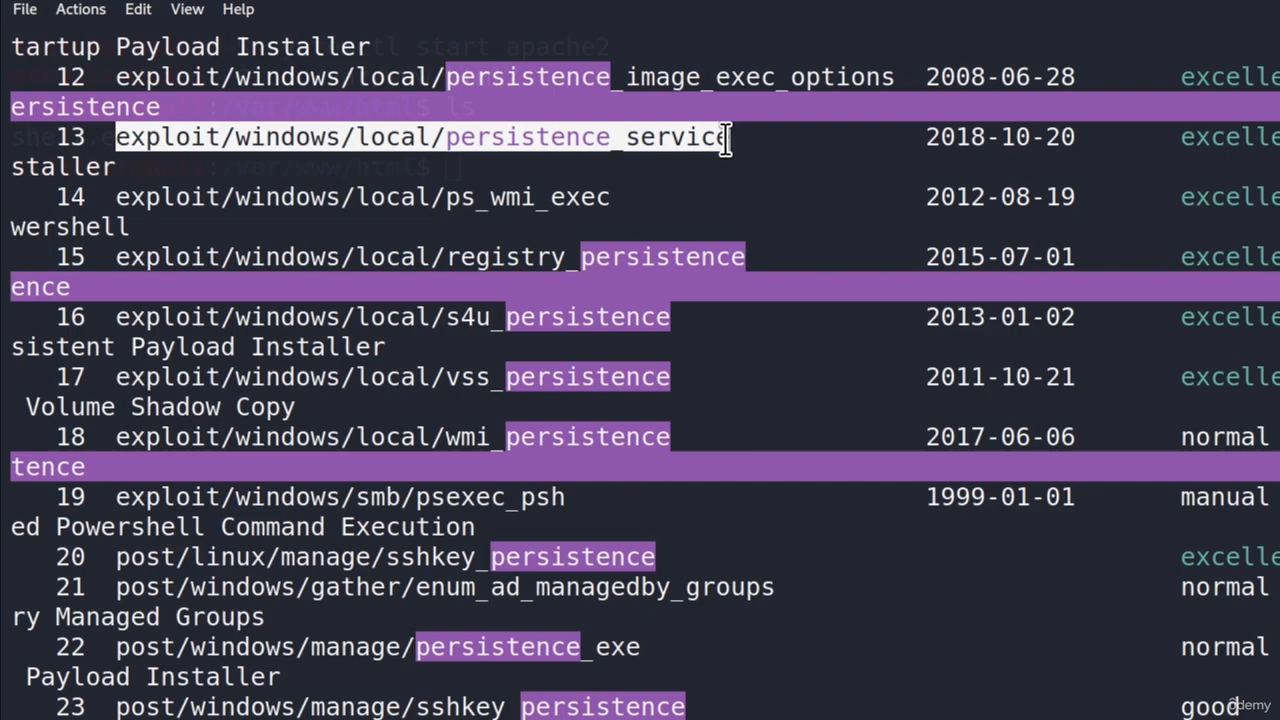 File Actions Edit View Help
tartup Payload Installer
12 exploit/windows/local/persistence_image_exec_options 2008-06-28 excelle
ersistence
13 exploit/windows/local/persistence_service 2018-10-20 excelle
staller
14 exploit/windows/local/ps_wmi_exec 2012-08-19 excelle
wershell
15 exploit/windows/local/registry_persistence 2015-07-01 excelle
ence
16 exploit/windows/local/s4u_persistence 2013-01-02 excelle
sistent Payload Installer
17 exploit/windows/local/vss_persistence 2011-10-21 excelle
Volume Shadow Copy
18 exploit/windows/local/wmi_persistence 2017-06-06 normal
tence
19 exploit/windows/smb/psexec_psh 1999-01-01 manual
ed Powershell Command Execution
20 post/linux/manage/sshkey_persistence excelle
21 post/windows/gather/enum_ad_managedby_groups normal
ry Managed Groups
22 post/windows/manage/persistence_exe normal
Payload Installer
23 post/windows/manage/sshkey_persistence good